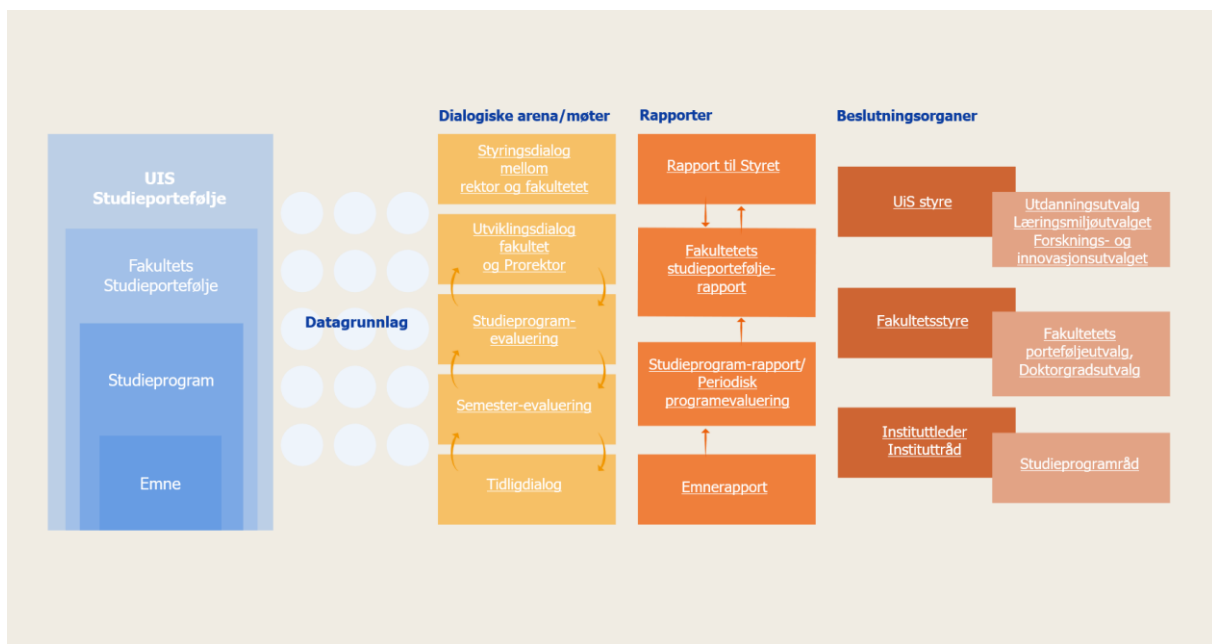 Dialogiske arena/møter
Rapporter
Beslutningsorganer
UIS
Studieportefølje
Fakultets
Studieportefølje
Studieprogram
Emne
Datagrunnlag
Styringsdialog
mellom
rektor og fakultetet
Utviklingsdialog
fakultet
og Prorektor
Studieprogram-
evaluering
Semester-evaluering
Tidligdialog
Rapport til Styret
Fakultetets
studieportefølje-
rapport
Studieprogram-rapport/
Periodisk
programevaluering
Emnerapport
UiS styre
Utdanningsutvalg
Læringsmiljøutvalget
Forsknings- og
innovasjonsutvalget
Fakultetsstyre
Fakultetets
porteføljeutvalg,
Doktorgradsutvalg
Instituttleder
Instituttråd
Studieprogramråd